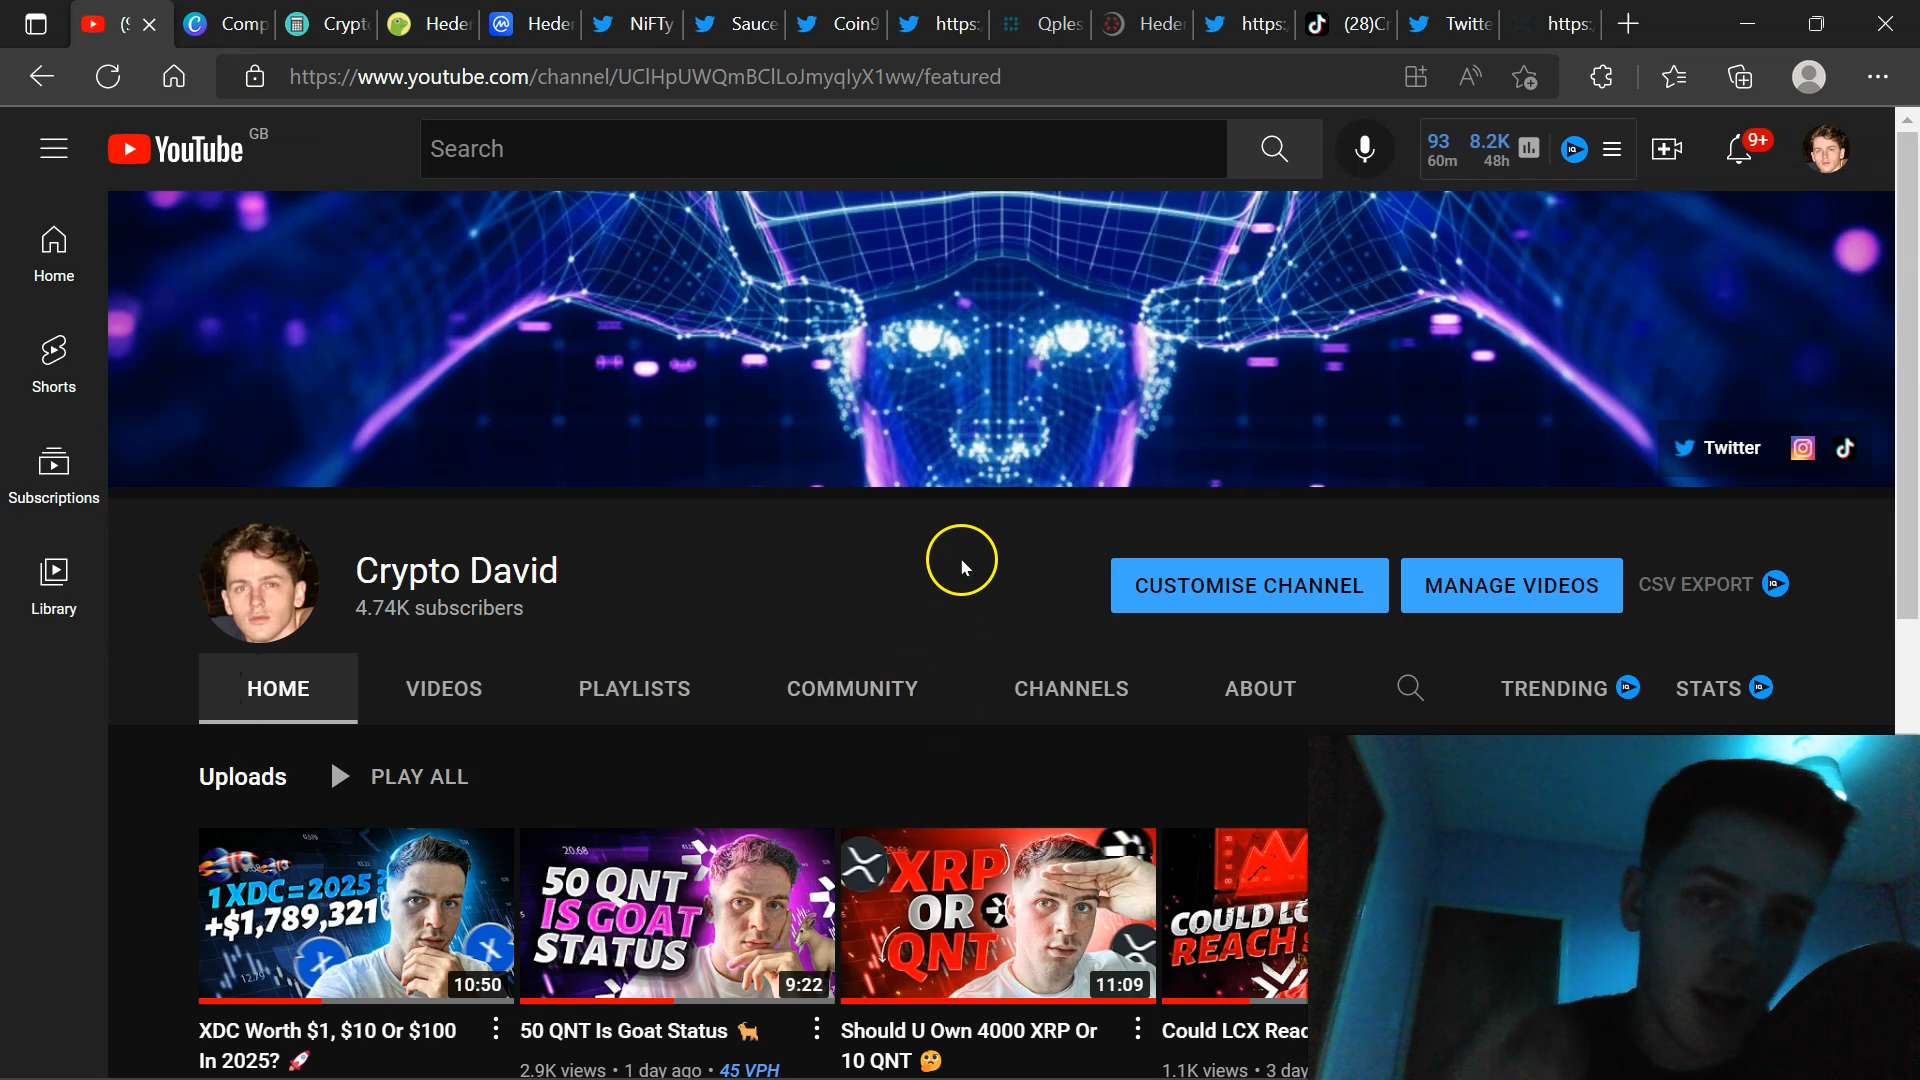 (
Comp
Crypt
Heder
Heder
NiFTy
Sauce
Coin9
https:
Qples
Heder
https:
(28)Cr
Twitte
https:
https://www.youtube.com/channel/UClHpUWQmBClLoJmyqlyX1ww/featured
YouTube GB
Search
93 8.2K
60m 48h
9+
Home
Shorts
Subscriptions
Library
Twitter
Crypto David
4.74K subscribers
CUSTOMISE CHANNEL
MANAGE VIDEOS
CSV EXPORT
HOME
VIDEOS
PLAYLISTS
COMMUNITY
CHANNELS
ABOUT
TRENDING
STATS
Uploads
PLAY ALL
1 XDC = 2025?
+$1,789,321
12.79
10:50
20.68
50 QNT
IS GOAT
STATUS
9:22
XRP
OR
QNT
11:09
COULD LC
REACH
XDC Worth $1, $10 Or $100
In 2025? 🚀
50 QNT Is Goat Status 🐐
2.9K views • 1 day ago • 45 VPH
Should U Own 4000 XRP Or
10 QNT 🤔
Could LCX Reac
1.1K views • 3 day